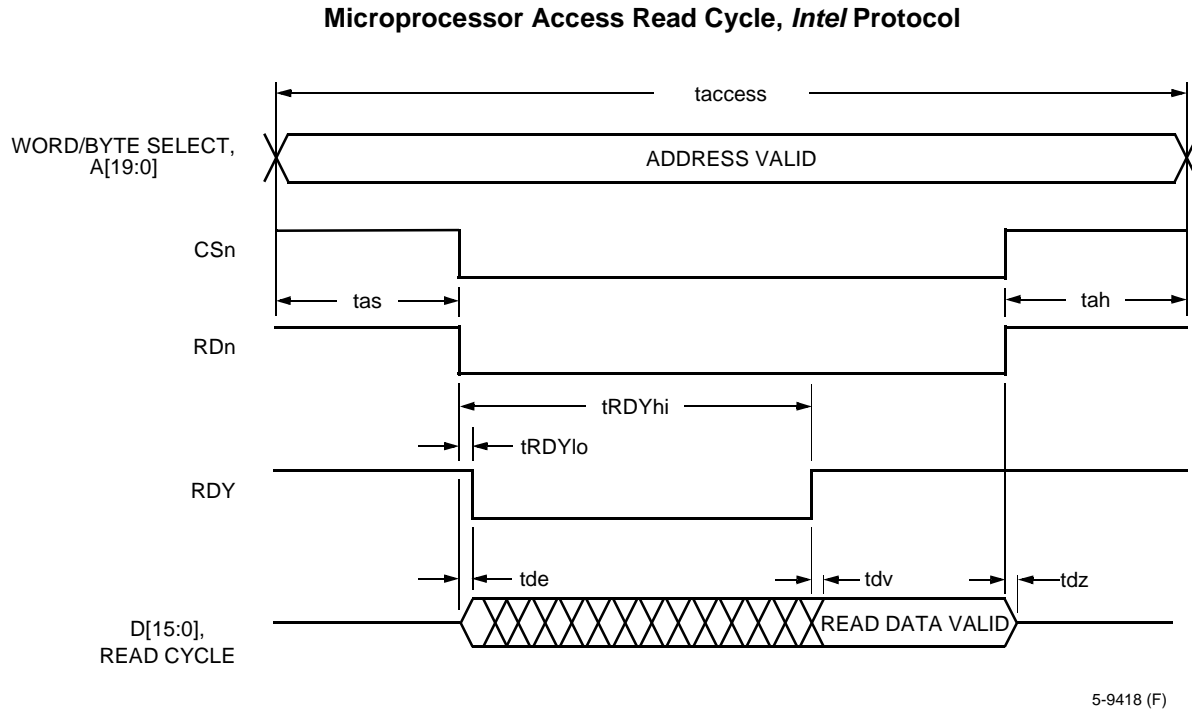 Microprocessor Access Read Cycle, Intel Protocol
taccess
WORD/BYTE SELECT,
A[19:0]
ADDRESS VALID
CSn
tas
tah
RDn
tRDYhi
tRDYlo
RDY
tde
tdv
tdz
D[15:0],
READ CYCLE
READ DATA VALID
5-9418 (F)